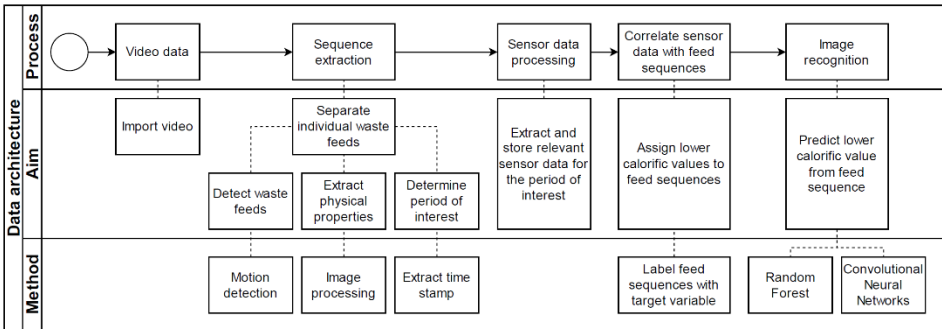 Data architecture
Process
Video data
Sequence
extraction
Sensor data
processing
Correlate sensor
data with feed
sequences
Image
recognition
Aim
Import video
Separate
individual waste
feeds
Detect waste
feeds
Extract
physical
properties
Determine
period of
interest
Extract and
store relevant
sensor data for
the period of
interest
Assign lower
calorific values to
feed sequences
Predict lower
calorific value
from feed
sequence
Method
Motion
detection
Image
processing
Extract time
stamp
Label feed
sequences with
target variable
Random
Forest
Convolutional
Neural
Networks